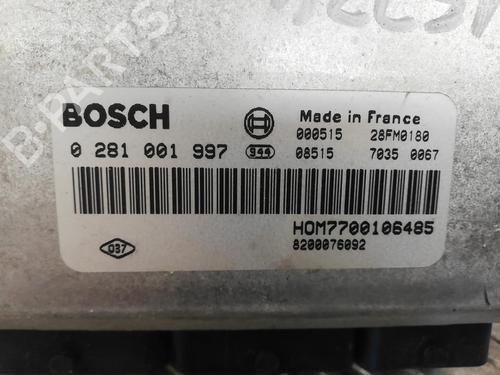 BOSCH
Made in France
000515 28FM0180
0 281 001 997 944 08515 7035 0067
HOM7700106485
037 8200076092
B-PARTS